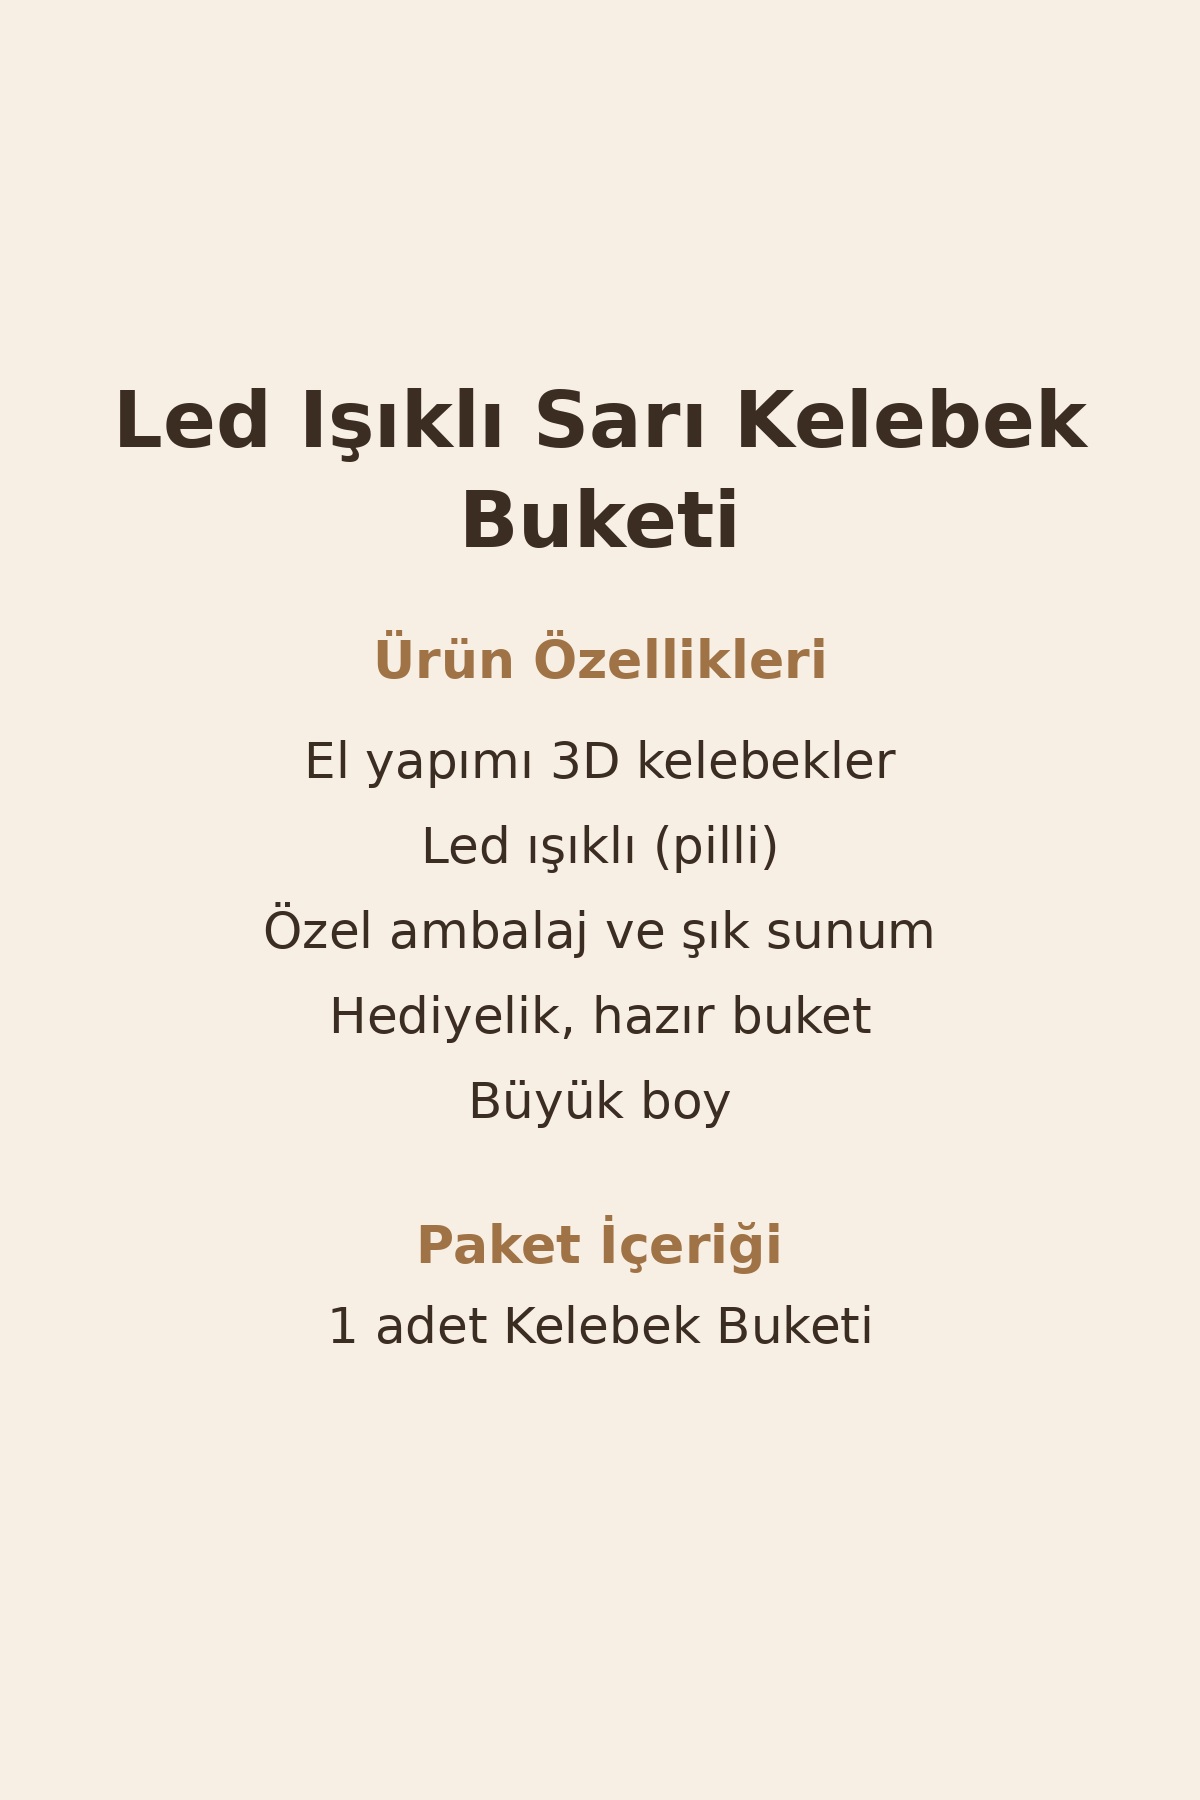 Led Işıklı Sarı Kelebek
Buketi
Ürün Özellikleri
El yapımı 3D kelebekler
Led ışıklı (pilli)
Özel ambalaj ve şık sunum
Hediyelik, hazır buket
Büyük boy
Paket İçeriği
1 adet Kelebek Buketi